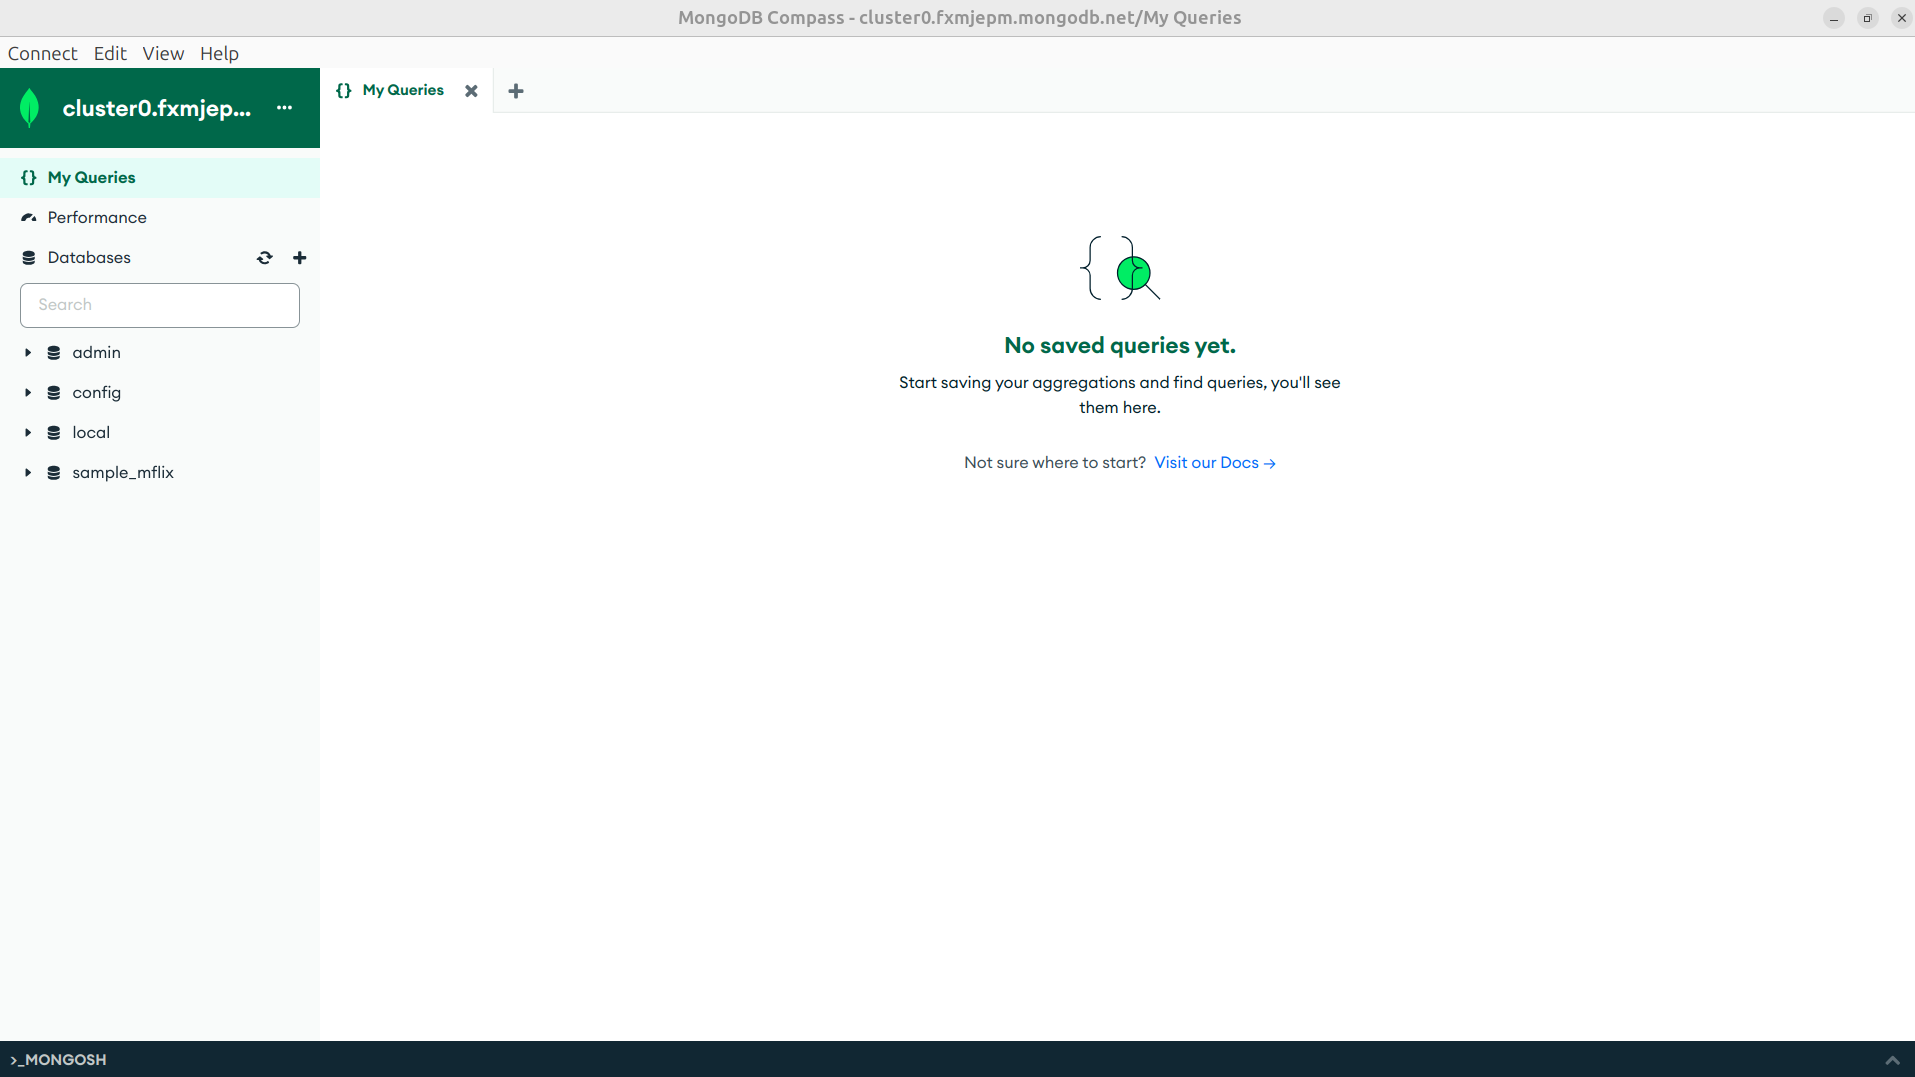 MongoDB Compass - cluster0.fxmjepm.mongodb.net/My Queries
Connect Edit View Help
cluster0.fxmjep...
My Queries
My Queries
Performance
Databases
Search
admin
config
local
sample_mflix
No saved queries yet.
Start saving your aggregations and find queries, you'll see
them here.
Not sure where to start? Visit our Docs →
>_MONGOSH